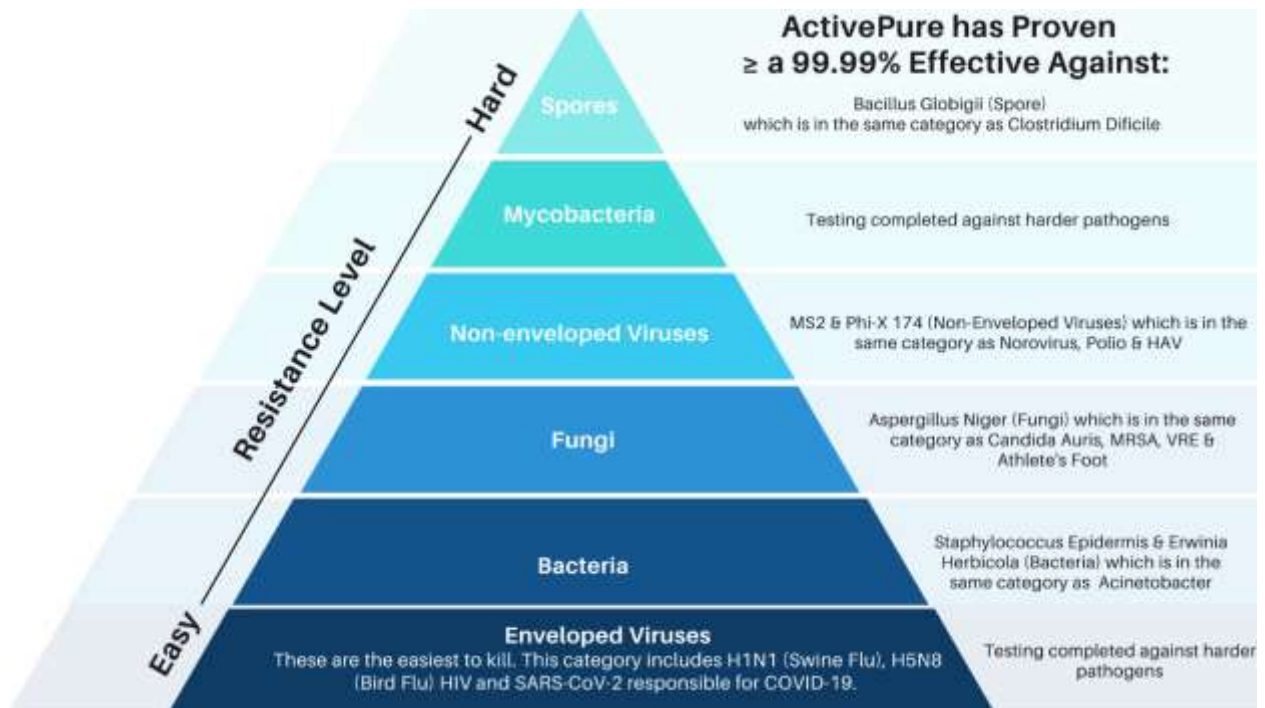 ActivePure has Proven
≥ a 99.99% Effective Against:
Hard
Resistance Level
Easy
Spores
Bacillus Globigii (Spore)
which is in the same category as Clostridium Dificile
Mycobacteria
Testing completed against harder pathogens
Non-enveloped Viruses
MS2 & Phi-X 174 (Non-Enveloped Viruses) which is in the
same category as Norovirus, Polio & HAV
Fungi
Aspergillus Niger (Fungi) which is in the same
category as Candida Auris, MRSA, VRE &
Athlete's Foot
Bacteria
Staphylococcus Epidermis & Erwinia
Herbicola (Bacteria) which is in the
same category as Acinetobacter
Enveloped Viruses
These are the easiest to kill. This category includes H1N1 (Swine Flu), H5N8
(Bird Flu) HIV and SARS-CoV-2 responsible for COVID-19.
Testing completed against harder
pathogens